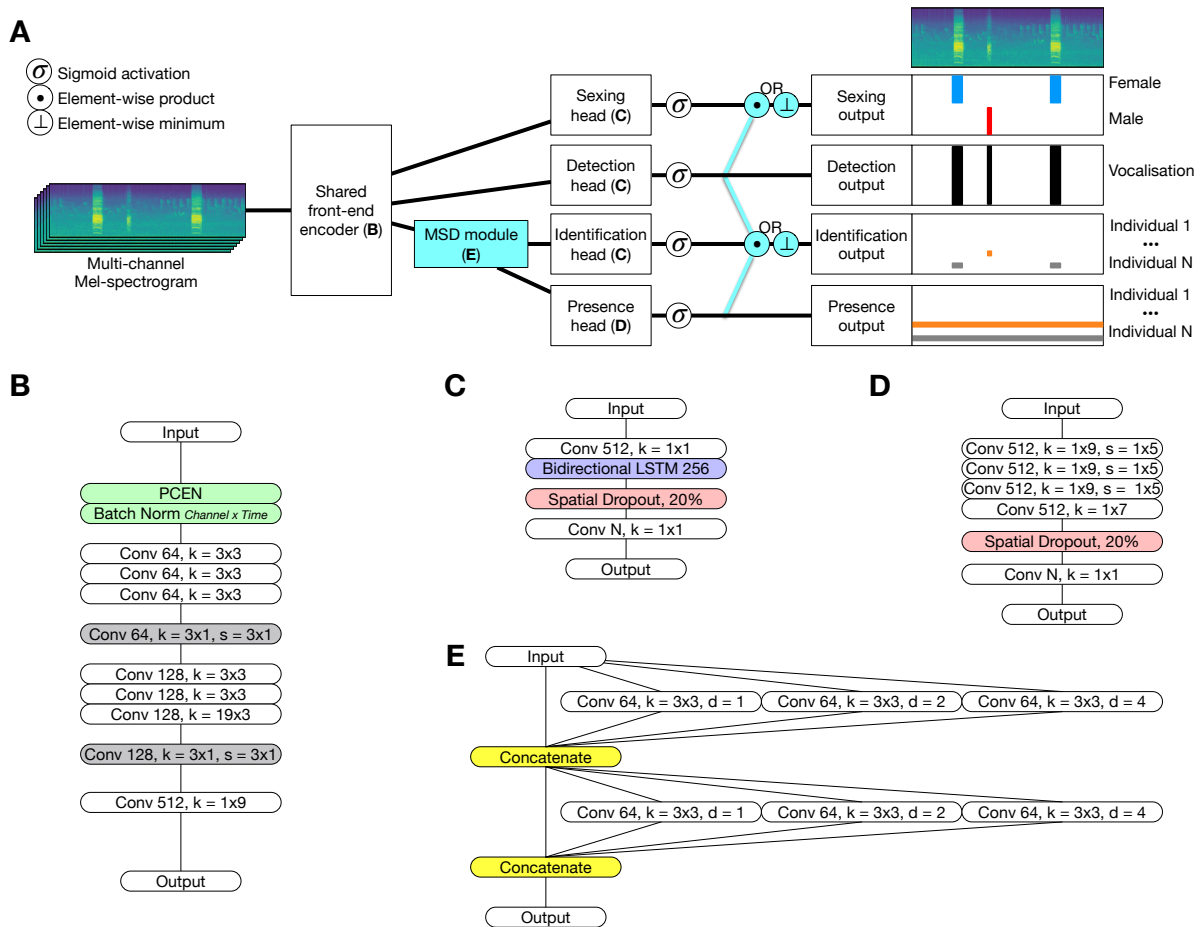 A
σ Sigmoid activation
• Element-wise product
⊥ Element-wise minimum
Multi-channel
Mel-spectrogram
Shared
front-end
encoder (B)
MSD module
(E)
Sexing
head (C)
Detection
head (C)
Identification
head (C)
Presence
head (D)
σ
σ
σ
σ
OR
• ⊥
OR
• ⊥
Sexing
output
Detection
output
Identification
output
Presence
output
Female
Male
Vocalisation
Individual 1
•••
Individual N
Individual 1
•••
Individual N
B
Input
PCEN
Batch Norm Channel x Time
Conv 64, k = 3x3
Conv 64, k = 3x3
Conv 64, k = 3x3
Conv 64, k = 3x1, s = 3x1
Conv 128, k = 3x3
Conv 128, k = 3x3
Conv 128, k = 19x3
Conv 128, k = 3x1, s = 3x1
Conv 512, k = 1x9
Output
C
Input
Conv 512, k = 1x1
Bidirectional LSTM 256
Spatial Dropout, 20%
Conv N, k = 1x1
Output
D
Input
Conv 512, k = 1x9, s = 1x5
Conv 512, k = 1x9, s = 1x5
Conv 512, k = 1x9, s = 1x5
Conv 512, k = 1x7
Spatial Dropout, 20%
Conv N, k = 1x1
Output
E
Input
Conv 64, k = 3x3, d = 1 Conv 64, k = 3x3, d = 2 Conv 64, k = 3x3, d = 4
Concatenate
Conv 64, k = 3x3, d = 1 Conv 64, k = 3x3, d = 2 Conv 64, k = 3x3, d = 4
Concatenate
Output